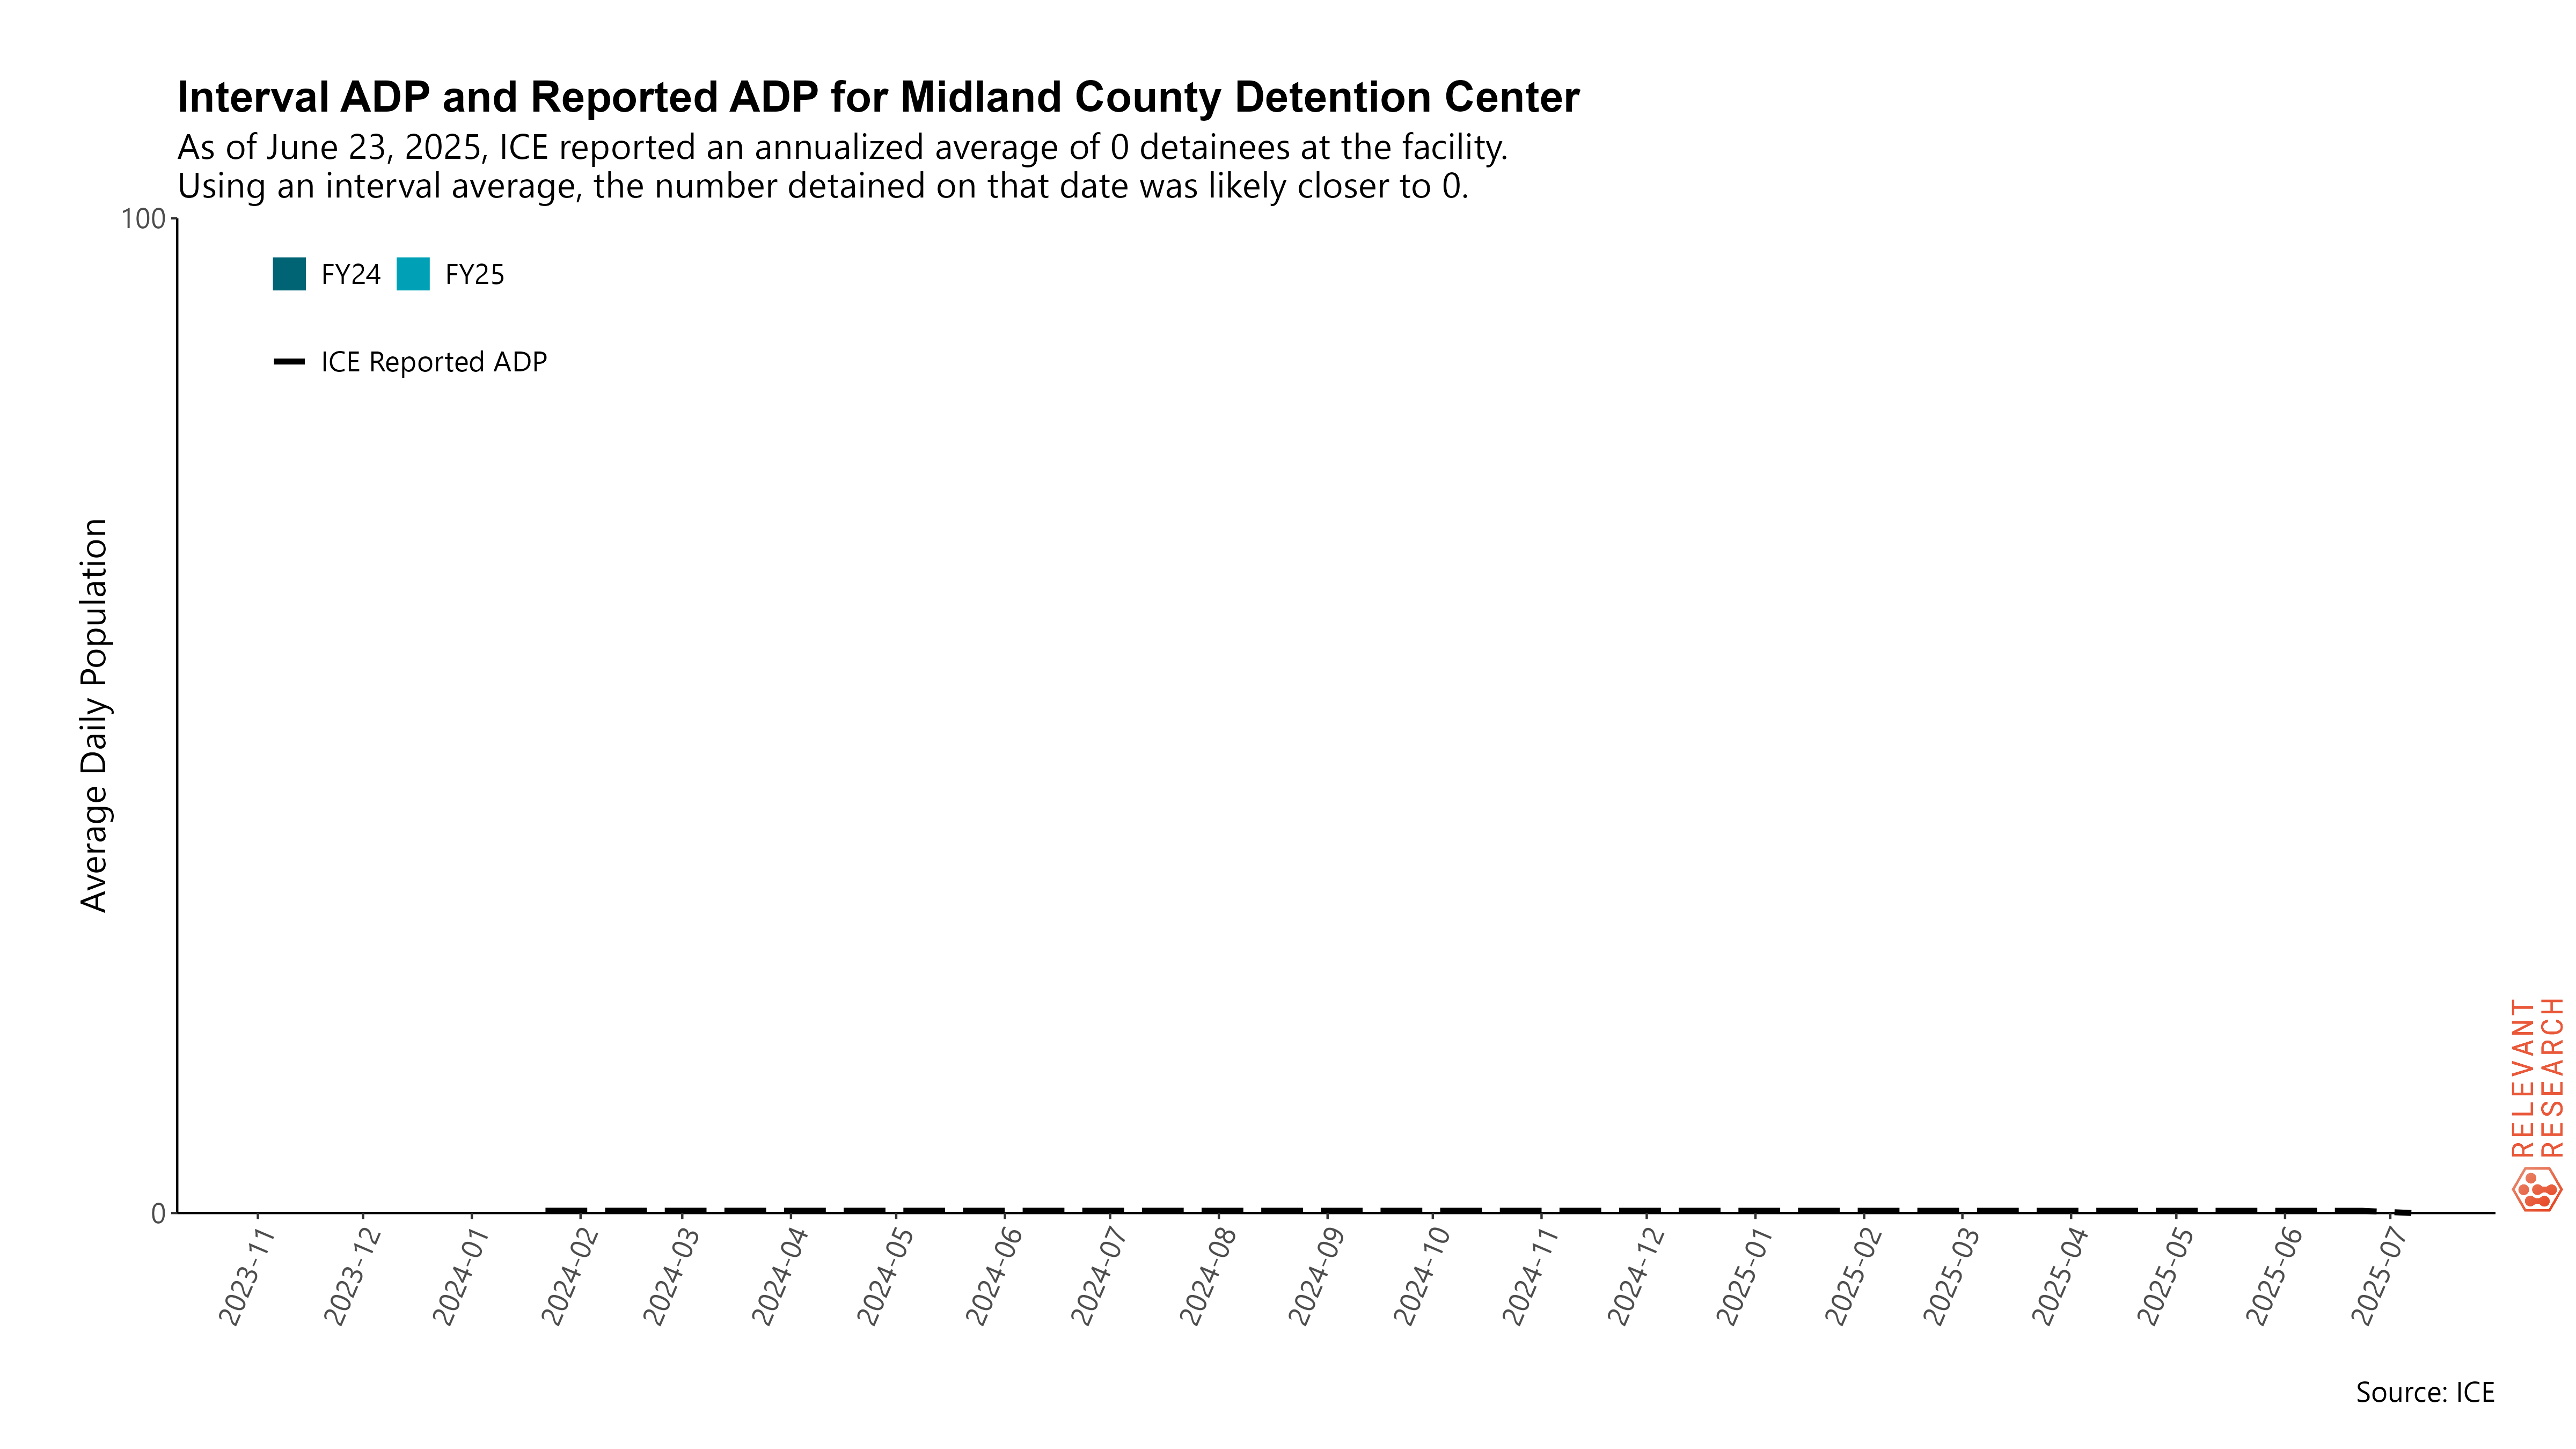 Interval ADP and Reported ADP for Midland County Detention Center
As of June 23, 2025, ICE reported an annualized average of 0 detainees at the facility.
Using an interval average, the number detained on that date was likely closer to 0.
100
FY24 FY25
ICE Reported ADP
Average Daily Population
0
2023-11 2023-12 2024-01 2024-02 2024-03 2024-04 2024-05 2024-06 2024-07 2024-08 2024-09 2024-10 2024-11 2024-12 2025-01 2025-02 2025-03 2025-04 2025-05 2025-06 2025-07
RELEVANT
RESEARCH
Source: ICE